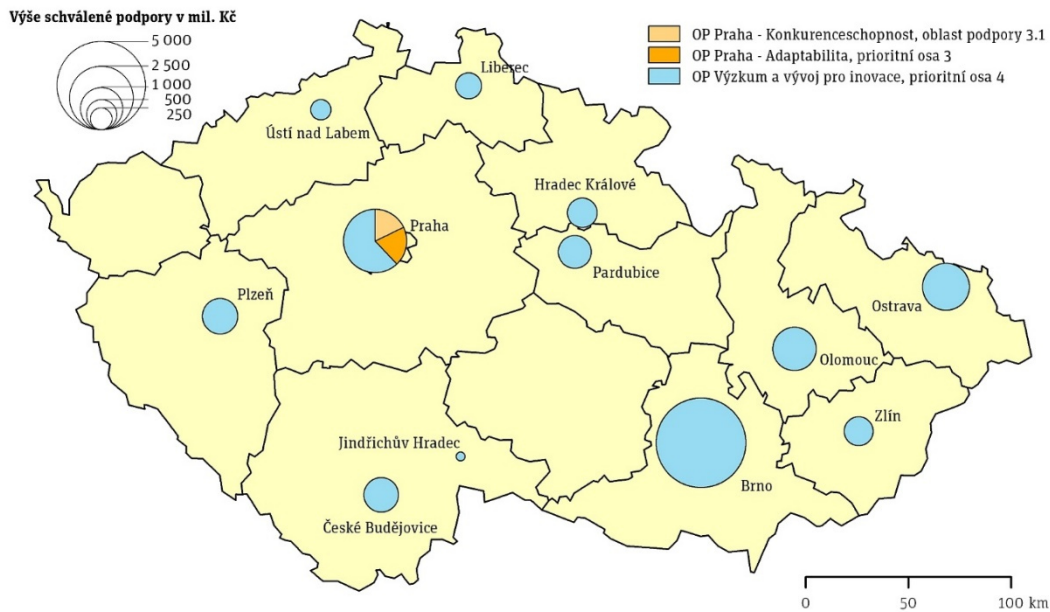 Výše schválené podpory v mil. Kč
5 000
2 500
1 000
500
250
OP Praha - Konkurenceschopnost, oblast podpory 3.1
OP Praha - Adaptabilita, prioritní osa 3
OP Výzkum a vývoj pro inovace, prioritní osa 4
Liberec
Ústí nad Labem
Hradec Králové
Praha
Pardubice
Plzeň
Ostrava
Olomouc
Zlín
Jindřichův Hradec
Brno
České Budějovice
0 50 100 km